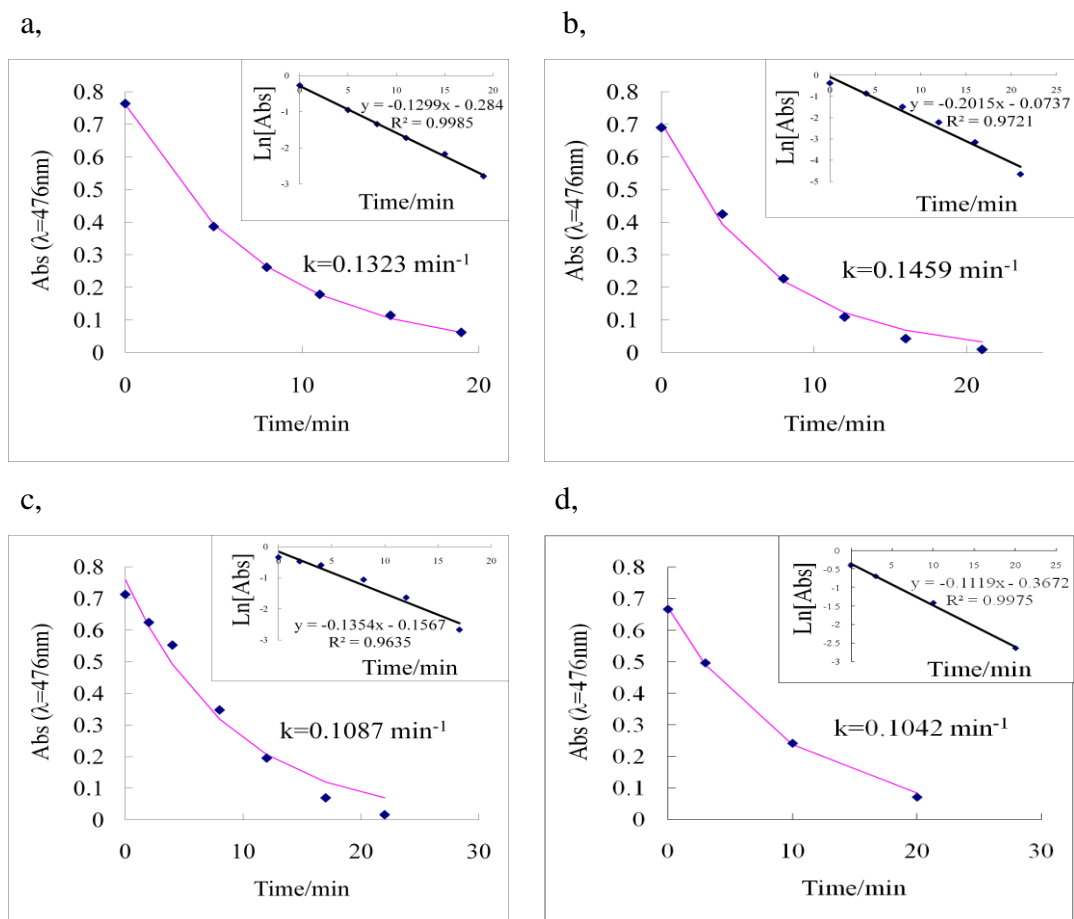 a,
0.8
0.7
0.6
0.5
0.4
0.3
0.2
0.1
0
Abs (λ=476nm)
0 10 20
Time/min
k=0.1323 min⁻¹
0 5 10 15 20
0
-1
-2
-3
Ln[Abs]
y = -0.1299x - 0.284
R² = 0.9985
Time/min
b,
0.8
0.7
0.6
0.5
0.4
0.3
0.2
0.1
0
Abs (λ=476nm)
0 10 20
Time/min
k=0.1459 min⁻¹
0 5 10 15 20 25
0
-1
-2
-3
-4
-5
Ln[Abs]
y = -0.2015x - 0.0737
R² = 0.9721
Time/min
c,
0.8
0.7
0.6
0.5
0.4
0.3
0.2
0.1
0
Abs (λ=476nm)
0 10 20 30
Time/min
k=0.1087 min⁻¹
0 5 10 15 20
0
-1
-2
-3
Ln[Abs]
y = -0.1354x - 0.1567
R² = 0.9635
Time/min
d,
0.8
0.7
0.6
0.5
0.4
0.3
0.2
0.1
0
Abs (λ=476nm)
0 10 20 30
Time/min
k=0.1042 min⁻¹
0 5 10 15 20 25
0
-0.5
-1
-1.5
-2
-2.5
-3
Ln[Abs]
y = -0.1119x - 0.3672
R² = 0.9975
Time/min